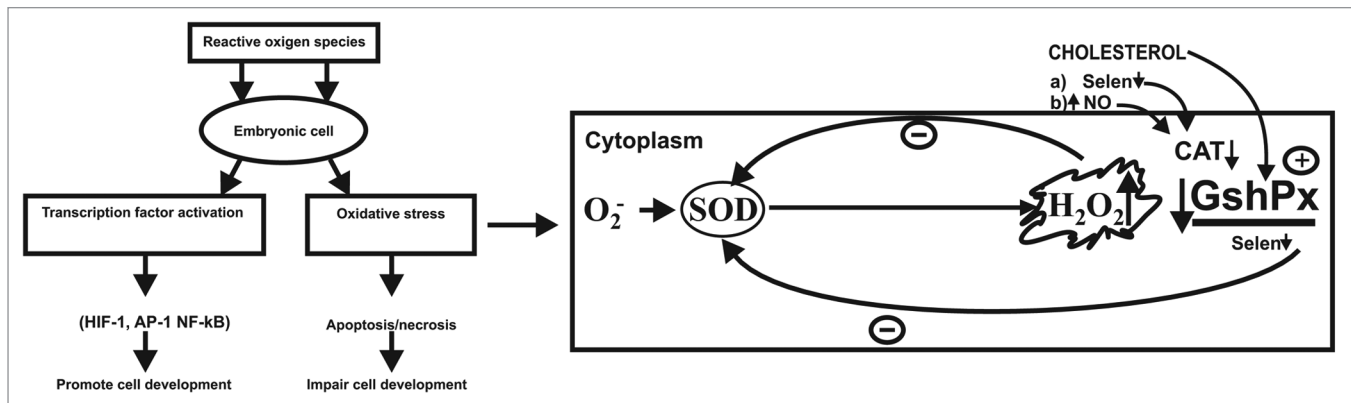 Reactive oxigen species
Embryonic cell
Transcription factor activation
Oxidative stress
(HIF-1, AP-1 NF-kB)
Apoptosis/necrosis
Promote cell development
Impair cell development
CHOLESTEROL
a) Selen↓
b)↑ NO
Cytoplasm
−
CAT↓
+
O₂⁻
SOD
H₂O₂↑
↓GshPx
Selen↓
−